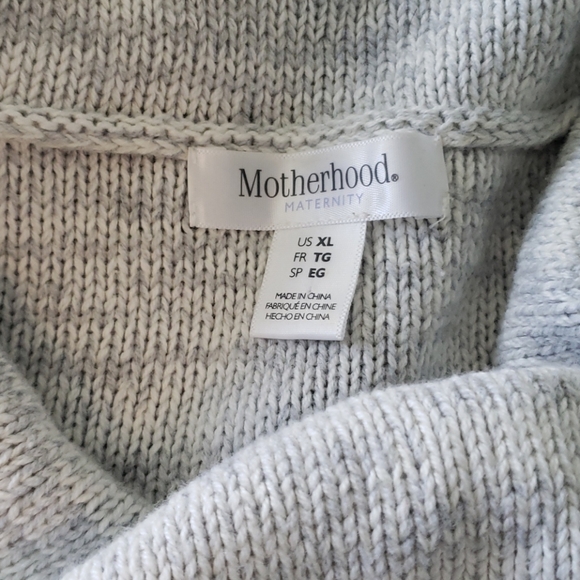 Motherhood®
MATERNITY
US XL
FR TG
SP EG
MADE IN CHINA
FABRIQUÉ EN CHINE
HECHO EN CHINA